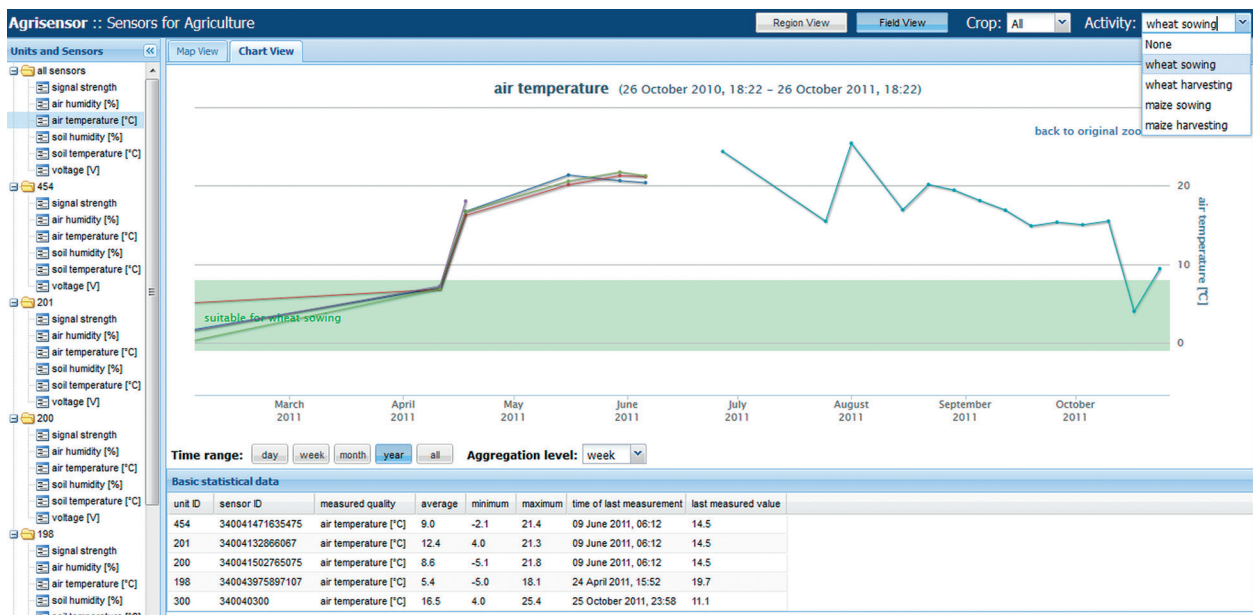 Agrisensor :: Sensors for Agriculture
Region View Field View Crop: All Activity: wheat sowing
None
wheat sowing
wheat harvesting
maize sowing
maize harvesting
Units and Sensors
all sensors
signal strength
air humidity [%]
air temperature [°C]
soil humidity [%]
soil temperature [°C]
voltage [V]
454
signal strength
air humidity [%]
air temperature [°C]
soil humidity [%]
soil temperature [°C]
voltage [V]
201
signal strength
air humidity [%]
air temperature [°C]
soil humidity [%]
soil temperature [°C]
voltage [V]
200
signal strength
air humidity [%]
air temperature [°C]
soil humidity [%]
soil temperature [°C]
voltage [V]
198
signal strength
air humidity [%]
air temperature [°C]
soil humidity [%]
Map View Chart View
air temperature (26 October 2010, 18:22 – 26 October 2011, 18:22)
back to original zoo
20
10
0
air temperature [°C]
suitable for wheat sowing
March April May June July August September October
2011 2011 2011 2011 2011 2011 2011 2011
Time range: day week month year all Aggregation level: week
Basic statistical data
unit ID sensor ID measured quality average minimum maximum time of last measurement last measured value
454 340041471635475 air temperature [°C] 9.0 -2.1 21.4 09 June 2011, 06:12 14.5
201 34004132866067 air temperature [°C] 12.4 4.0 21.3 09 June 2011, 06:12 14.5
200 340041502765075 air temperature [°C] 8.6 -5.1 21.8 09 June 2011, 06:12 14.5
198 340043975897107 air temperature [°C] 5.4 -5.0 18.1 24 April 2011, 15:52 19.7
300 340040300 air temperature [°C] 16.5 4.0 25.4 25 October 2011, 23:58 11.1